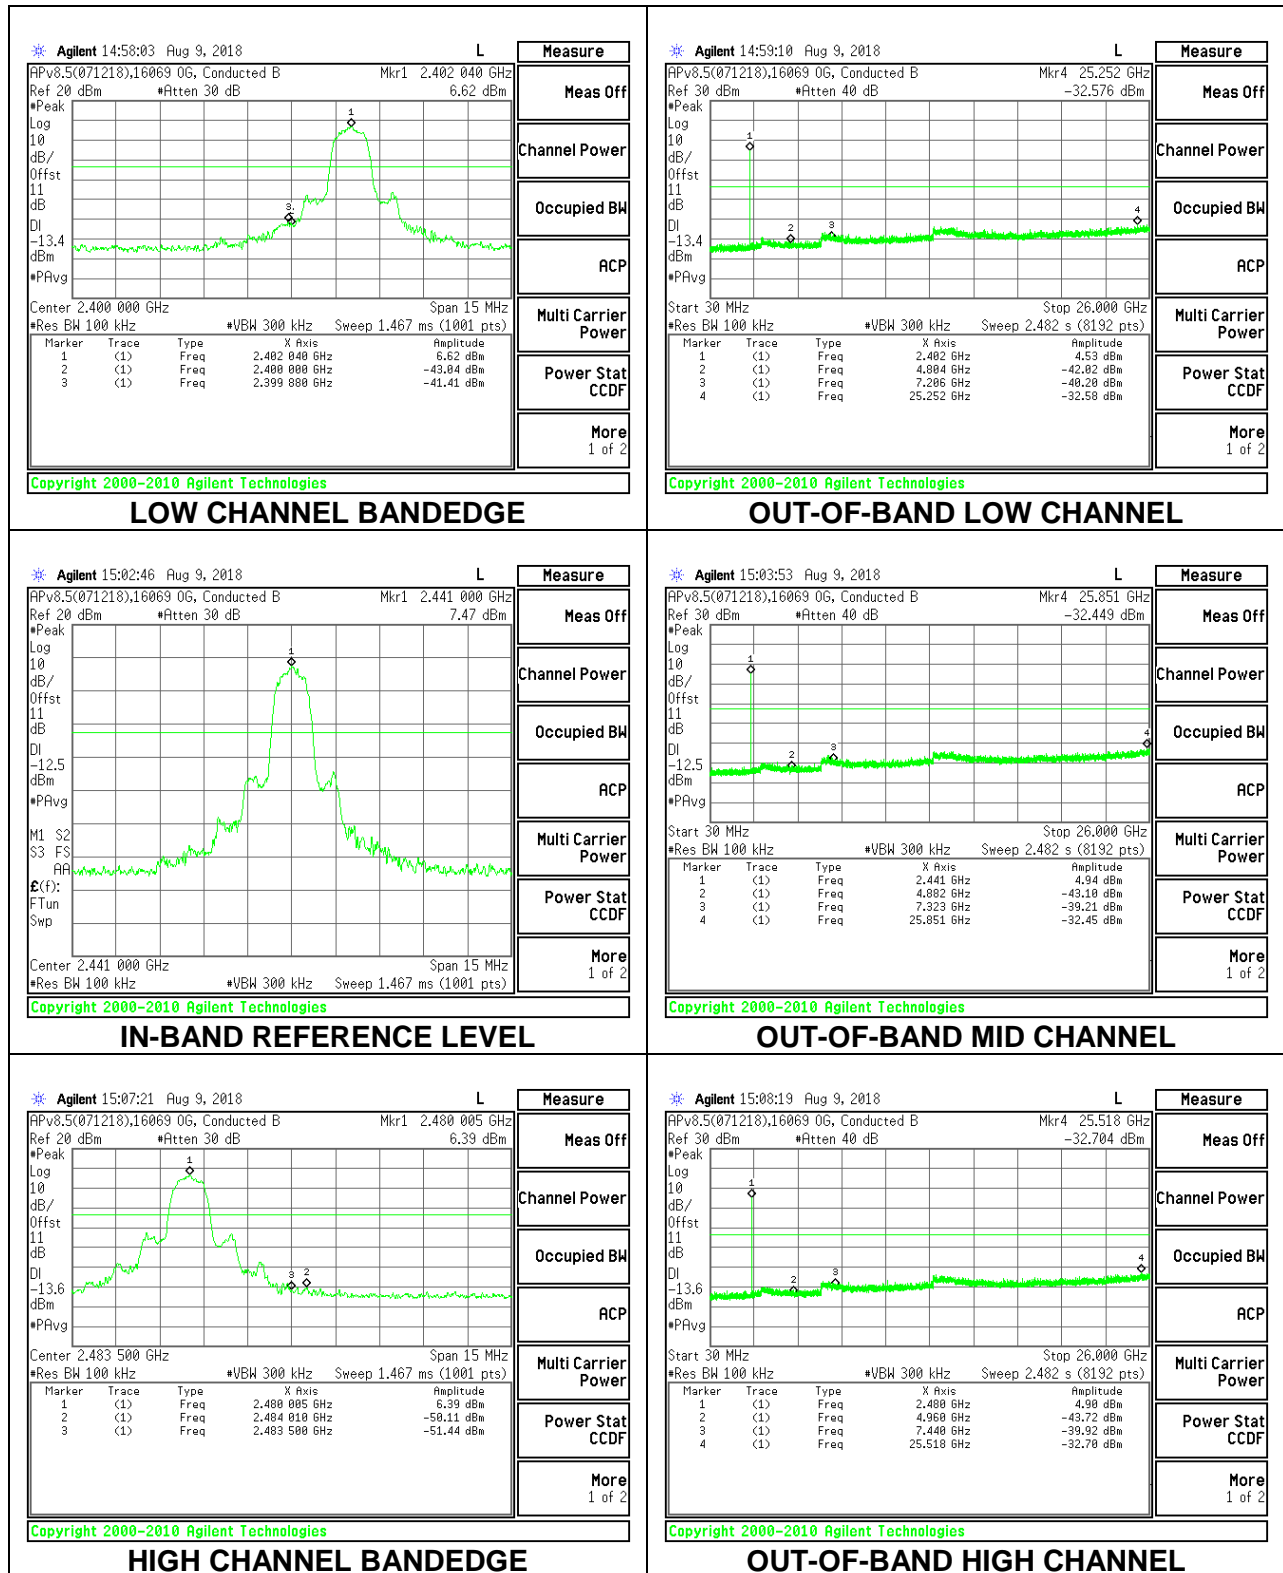 Agilent 14:58:03 Aug 9, 2018 L Measure
APv8.5(071218),16069 OG, Conducted B Mkr1 2.402 040 GHz
Ref 20 dBm #Atten 30 dB 6.62 dBm
Meas Off
#Peak
Log
10
dB/
Offst
11
dB
DI
-13.4
dBm
#PAvg
1
3
Channel Power
Occupied BW
ACP
Center 2.400 000 GHz Span 15 MHz
#Res BW 100 kHz #VBW 300 kHz Sweep 1.467 ms (1001 pts)
Multi Carrier
Power
Marker Trace Type X Axis Amplitude
1 (1) Freq 2.402 040 GHz 6.62 dBm
2 (1) Freq 2.400 000 GHz -43.04 dBm
3 (1) Freq 2.399 880 GHz -41.41 dBm
Power Stat
CCDF
More
1 of 2
Copyright 2000-2010 Agilent Technologies
LOW CHANNEL BANDEDGE
Agilent 14:59:10 Aug 9, 2018 L Measure
APv8.5(071218),16069 OG, Conducted B Mkr4 25.252 GHz
Ref 30 dBm #Atten 40 dB -32.576 dBm
Meas Off
#Peak
Log
10
dB/
Offst
11
dB
DI
-13.4
dBm
#PAvg
1
2
3
4
Channel Power
Occupied BW
ACP
Start 30 MHz Stop 26.000 GHz
#Res BW 100 kHz #VBW 300 kHz Sweep 2.482 s (8192 pts)
Multi Carrier
Power
Marker Trace Type X Axis Amplitude
1 (1) Freq 2.402 GHz 4.53 dBm
2 (1) Freq 4.804 GHz -42.02 dBm
3 (1) Freq 7.206 GHz -40.20 dBm
4 (1) Freq 25.252 GHz -32.58 dBm
Power Stat
CCDF
More
1 of 2
Copyright 2000-2010 Agilent Technologies
OUT-OF-BAND LOW CHANNEL
Agilent 15:02:46 Aug 9, 2018 L Measure
APv8.5(071218),16069 OG, Conducted B Mkr1 2.441 000 GHz
Ref 20 dBm #Atten 30 dB 7.47 dBm
Meas Off
#Peak
Log
10
dB/
Offst
11
dB
DI
-12.5
dBm
#PAvg
M1 S2
S3 FS
AA
£(f):
FTun
Swp
1
Channel Power
Occupied BW
ACP
Multi Carrier
Power
Power Stat
CCDF
More
1 of 2
Center 2.441 000 GHz Span 15 MHz
#Res BW 100 kHz #VBW 300 kHz Sweep 1.467 ms (1001 pts)
Copyright 2000-2010 Agilent Technologies
IN-BAND REFERENCE LEVEL
Agilent 15:03:53 Aug 9, 2018 L Measure
APv8.5(071218),16069 OG, Conducted B Mkr4 25.851 GHz
Ref 30 dBm #Atten 40 dB -32.449 dBm
Meas Off
#Peak
Log
10
dB/
Offst
11
dB
DI
-12.5
dBm
#PAvg
1
2
3
4
Channel Power
Occupied BW
ACP
Start 30 MHz Stop 26.000 GHz
#Res BW 100 kHz #VBW 300 kHz Sweep 2.482 s (8192 pts)
Multi Carrier
Power
Marker Trace Type X Axis Amplitude
1 (1) Freq 2.441 GHz 4.94 dBm
2 (1) Freq 4.882 GHz -43.10 dBm
3 (1) Freq 7.323 GHz -39.21 dBm
4 (1) Freq 25.851 GHz -32.45 dBm
Power Stat
CCDF
More
1 of 2
Copyright 2000-2010 Agilent Technologies
OUT-OF-BAND MID CHANNEL
Agilent 15:07:21 Aug 9, 2018 L Measure
APv8.5(071218),16069 OG, Conducted B Mkr1 2.480 005 GHz
Ref 20 dBm #Atten 30 dB 6.39 dBm
Meas Off
#Peak
Log
10
dB/
Offst
11
dB
DI
-13.6
dBm
#PAvg
1
3
2
Channel Power
Occupied BW
ACP
Center 2.483 500 GHz Span 15 MHz
#Res BW 100 kHz #VBW 300 kHz Sweep 1.467 ms (1001 pts)
Multi Carrier
Power
Marker Trace Type X Axis Amplitude
1 (1) Freq 2.480 005 GHz 6.39 dBm
2 (1) Freq 2.484 010 GHz -50.11 dBm
3 (1) Freq 2.483 500 GHz -51.44 dBm
Power Stat
CCDF
More
1 of 2
Copyright 2000-2010 Agilent Technologies
HIGH CHANNEL BANDEDGE
Agilent 15:08:19 Aug 9, 2018 L Measure
APv8.5(071218),16069 OG, Conducted B Mkr4 25.518 GHz
Ref 30 dBm #Atten 40 dB -32.704 dBm
Meas Off
#Peak
Log
10
dB/
Offst
11
dB
DI
-13.6
dBm
#PAvg
1
2
3
4
Channel Power
Occupied BW
ACP
Start 30 MHz Stop 26.000 GHz
#Res BW 100 kHz #VBW 300 kHz Sweep 2.482 s (8192 pts)
Multi Carrier
Power
Marker Trace Type X Axis Amplitude
1 (1) Freq 2.480 GHz 4.90 dBm
2 (1) Freq 4.960 GHz -43.72 dBm
3 (1) Freq 7.440 GHz -39.92 dBm
4 (1) Freq 25.518 GHz -32.70 dBm
Power Stat
CCDF
More
1 of 2
Copyright 2000-2010 Agilent Technologies
OUT-OF-BAND HIGH CHANNEL